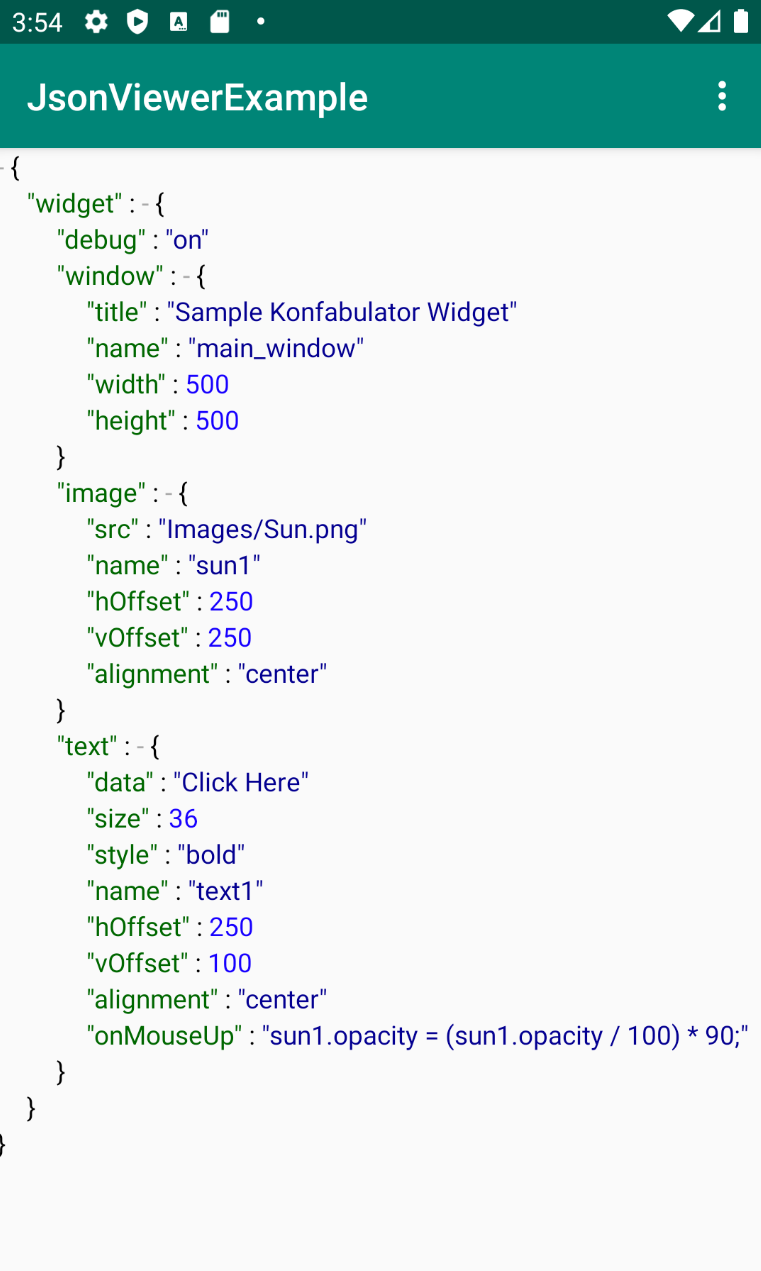 3:54
JsonViewerExample
- {
"widget" : - {
"debug" : "on"
"window" : - {
"title" : "Sample Konfabulator Widget"
"name" : "main_window"
"width" : 500
"height" : 500
}
"image" : - {
"src" : "Images/Sun.png"
"name" : "sun1"
"hOffset" : 250
"vOffset" : 250
"alignment" : "center"
}
"text" : - {
"data" : "Click Here"
"size" : 36
"style" : "bold"
"name" : "text1"
"hOffset" : 250
"vOffset" : 100
"alignment" : "center"
"onMouseUp" : "sun1.opacity = (sun1.opacity / 100) * 90;"
}
}
}